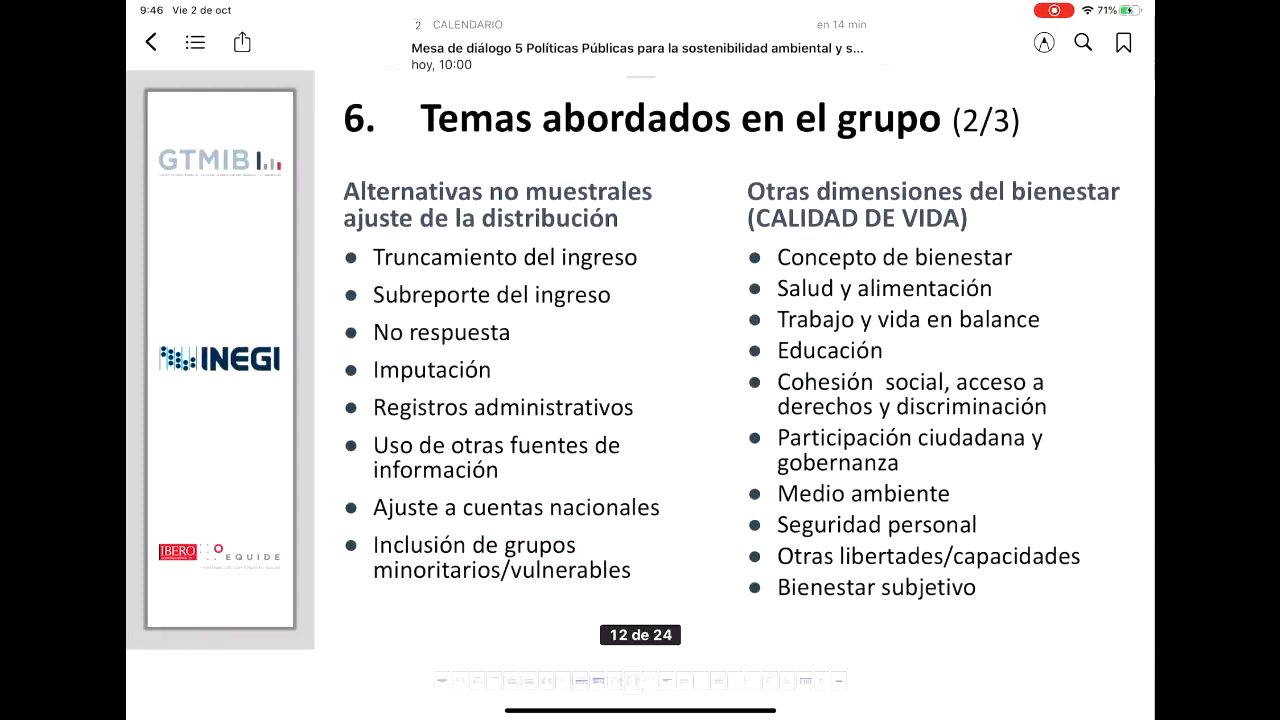 9:46 Vie 2 de oct
71%
2 CALENDARIO en 14 min
Mesa de diálogo 5 Políticas Públicas para la sostenibilidad ambiental y s...
hoy, 10:00
6. Temas abordados en el grupo (2/3)
GTMIB
INEGI
IBERO
EQUIDE
Alternativas no muestrales
ajuste de la distribución
Truncamiento del ingreso
Subreporte del ingreso
No respuesta
Imputación
Registros administrativos
Uso de otras fuentes de
información
Ajuste a cuentas nacionales
Inclusión de grupos
minoritarios/vulnerables
Otras dimensiones del bienestar
(CALIDAD DE VIDA)
Concepto de bienestar
Salud y alimentación
Trabajo y vida en balance
Educación
Cohesión social, acceso a
derechos y discriminación
Participación ciudadana y
gobernanza
Medio ambiente
Seguridad personal
Otras libertades/capacidades
Bienestar subjetivo
12 de 24